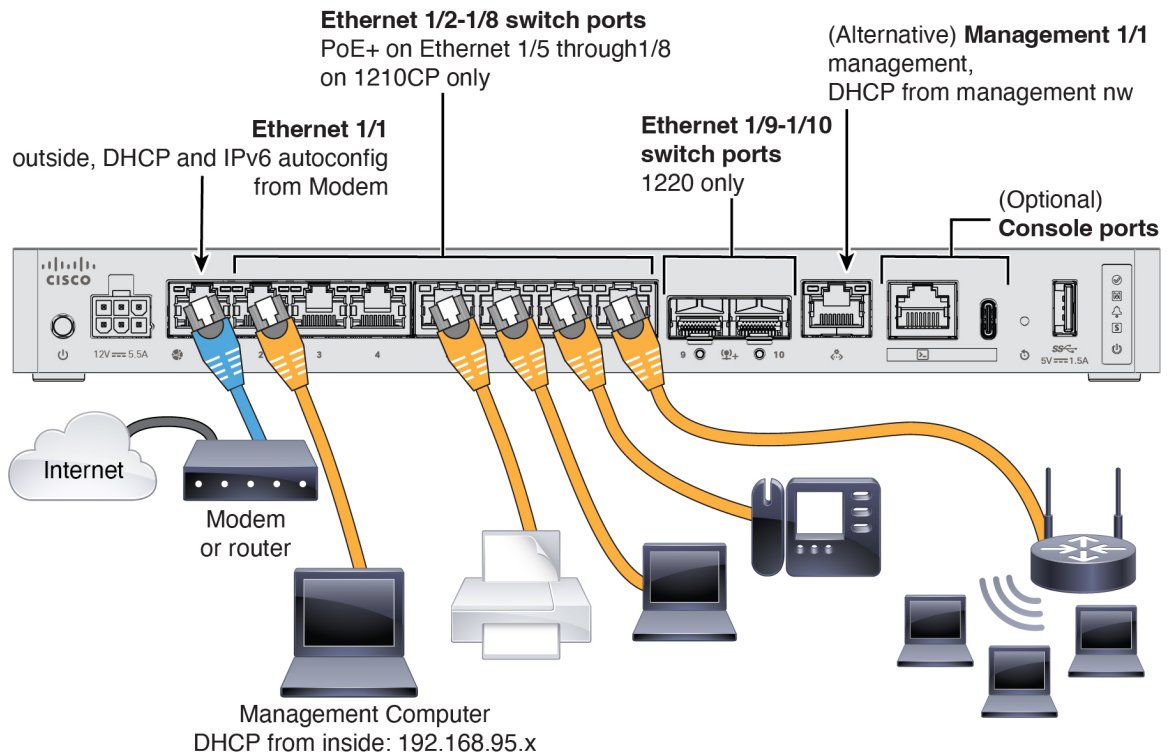 Ethernet 1/2-1/8 switch ports
PoE+ on Ethernet 1/5 through1/8
on 1210CP only
(Alternative) Management 1/1
management,
DHCP from management nw
Ethernet 1/1
outside, DHCP and IPv6 autoconfig
from Modem
Ethernet 1/9-1/10
switch ports
1220 only
(Optional)
Console ports
CISCO
12V 5.5A
2 3 4
9 10
SS
5V 1.5A
S
Internet
Modem
or router
Management Computer
DHCP from inside: 192.168.95.x